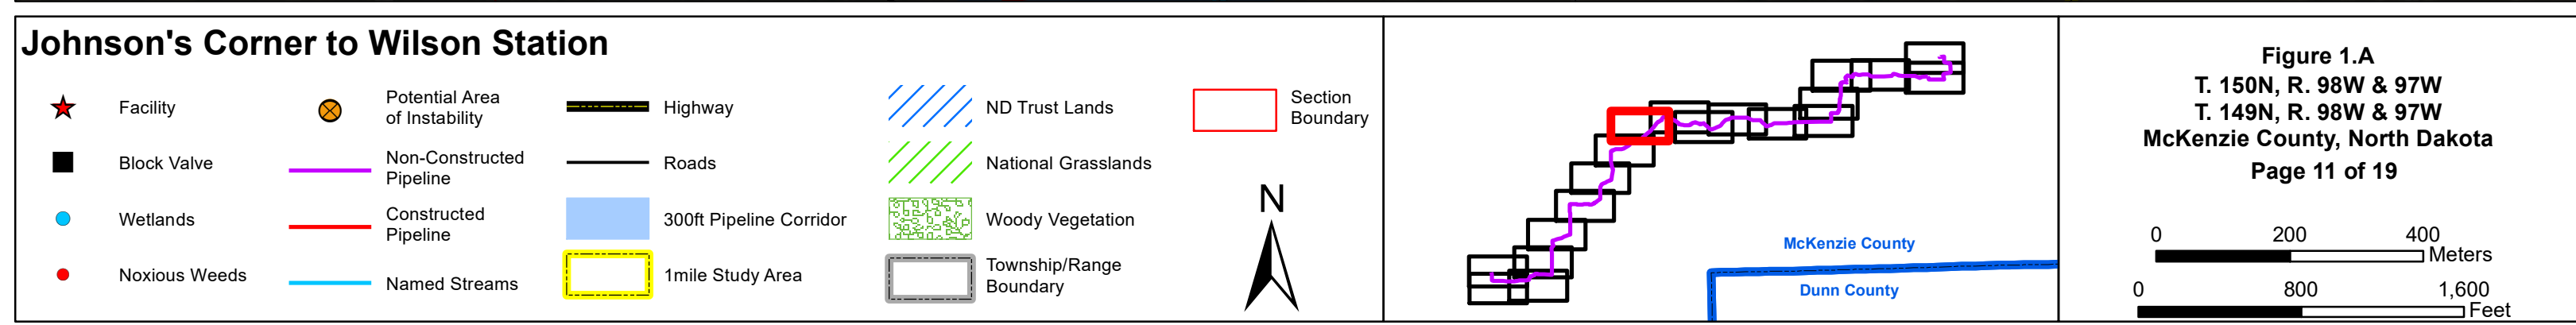 Johnson's Corner to Wilson Station
Facility
Block Valve
Wetlands
Noxious Weeds
Potential Area
of Instability
Non-Constructed
Pipeline
Constructed
Pipeline
Named Streams
Highway
Roads
300ft Pipeline Corridor
1mile Study Area
ND Trust Lands
National Grasslands
Woody Vegetation
Township/Range
Boundary
Section
Boundary
N
McKenzie County
Dunn County
Figure 1.A
T. 150N, R. 98W & 97W
T. 149N, R. 98W & 97W
McKenzie County, North Dakota
Page 11 of 19
0 200 400
Meters
0 800 1,600
Feet